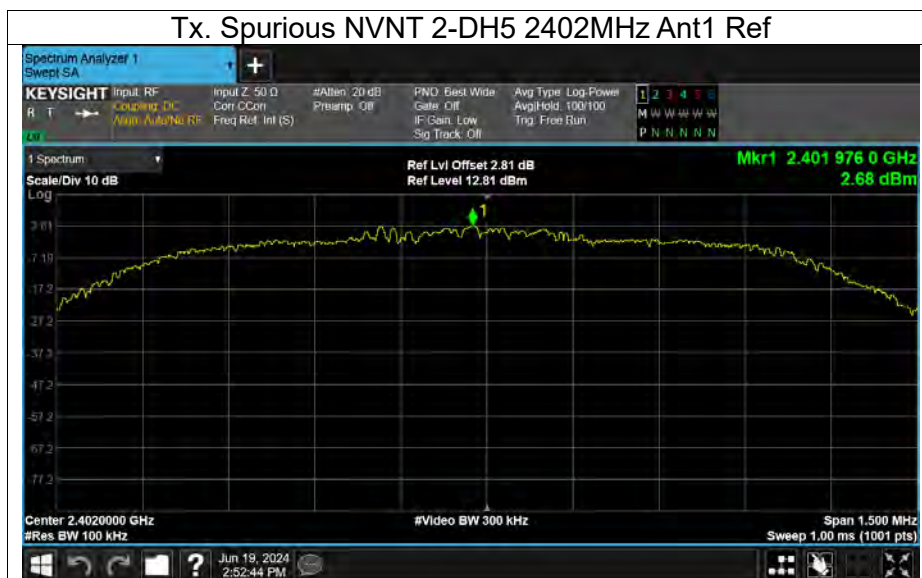 Tx. Spurious NVNT 2-DH5 2402MHz Ant1 Ref
Spectrum Analyzer 1
Swept SA
+
KEYSIGHT
R T
Input: RF
Coupling: DC
Align: Auto/No RF
Input Z: 50 Ω
Corr CCorr
Freq Ref: Int (S)
#Atten: 20 dB
Preamp: Off
PNO: Best Wide
Gate: Off
IF Gain: Low
Sig Track: Off
Avg Type: Log-Power
Avg|Hold: 100/100
Trig: Free Run
1 2 3 4 5 6
M W W W W W W
P N N N N N N
1 Spectrum
Scale/Div 10 dB
Log
Ref Lvl Offset 2.81 dB
Ref Level 12.81 dBm
Mkr1 2.401 976 0 GHz
2.68 dBm
1
2.81
-7.19
-17.2
-27.2
-37.2
-47.2
-57.2
-67.2
-77.2
Center 2.4020000 GHz
#Res BW 100 kHz
#Video BW 300 kHz
Span 1.500 MHz
Sweep 1.00 ms (1001 pts)
?
Jun 19, 2024
2:52:44 PM